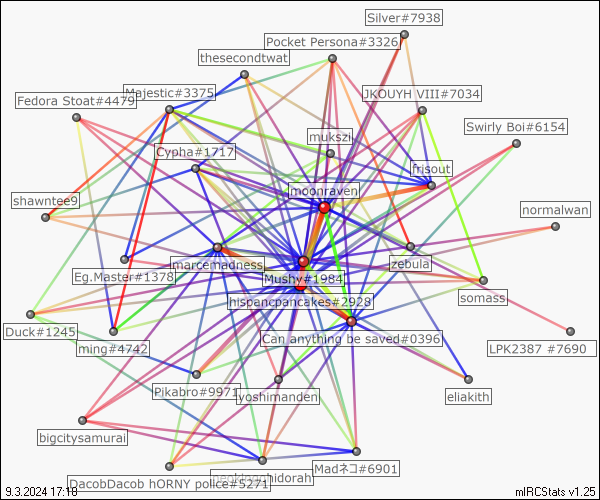 Silver#7938
Pocket Persona#3326
thesecondtwat
JKOUYH VIII#7034
Majestic#3375
Fedora Stoat#4479
Swirly Boi#6154
mukszi
Cypha#1717
frisout
moonraven
shawntee9
normalwan
marcemadness
zebula
Mushy#1984
Eg.Master#1378
somass
hispancpancakes#2928
Duck#1245
Can anything be saved#0396
ming#4742
LPK2387 #7690
Pikabro#9971
yoshimanden
eliakith
bigcitysamurai
Madネコ#6901
DacobDacob hORNY police#5271
9.3.2024 17:18
mIRCStats v1.25